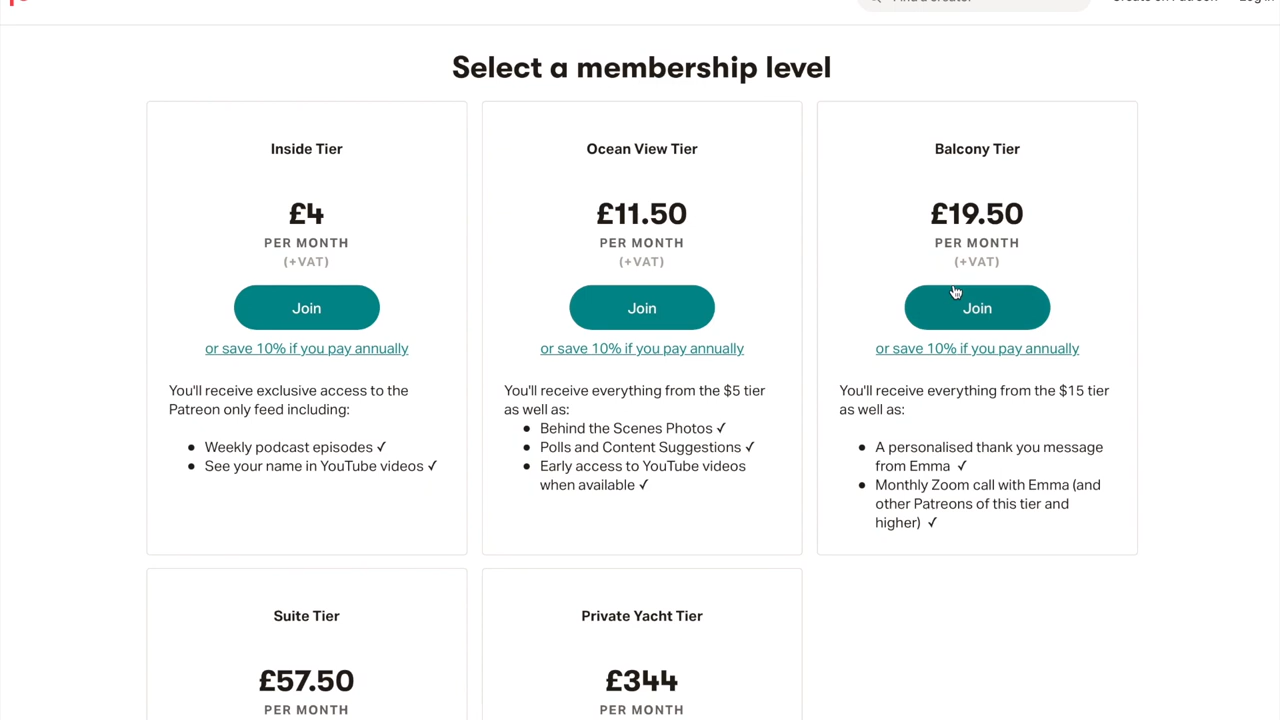 Select a membership level
Inside Tier
£4
PER MONTH
(+VAT)
Join
or save 10% if you pay annually
You'll receive exclusive access to the
Patreon only feed including:
● Weekly podcast episodes ✓
● See your name in YouTube videos ✓
Ocean View Tier
£11.50
PER MONTH
(+VAT)
Join
or save 10% if you pay annually
You'll receive everything from the $5 tier
as well as:
● Behind the Scenes Photos ✓
● Polls and Content Suggestions ✓
● Early access to YouTube videos
when available ✓
Balcony Tier
£19.50
PER MONTH
(+VAT)
Join
or save 10% if you pay annually
You'll receive everything from the $15 tier
as well as:
● A personalised thank you message
from Emma ✓
● Monthly Zoom call with Emma (and
other Patreons of this tier and
higher) ✓
Suite Tier
£57.50
PER MONTH
Private Yacht Tier
£344
PER MONTH